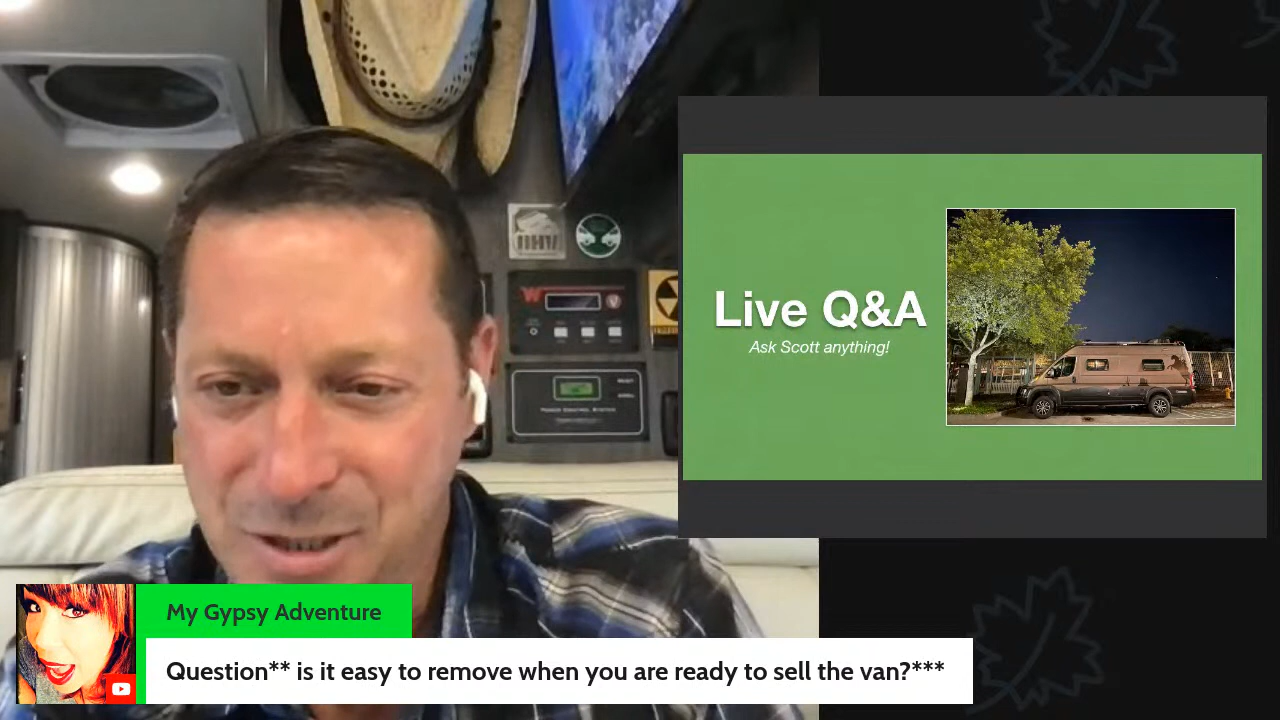 Live Q&A
Ask Scott anything!
My Gypsy Adventure
Question** is it easy to remove when you are ready to sell the van?***